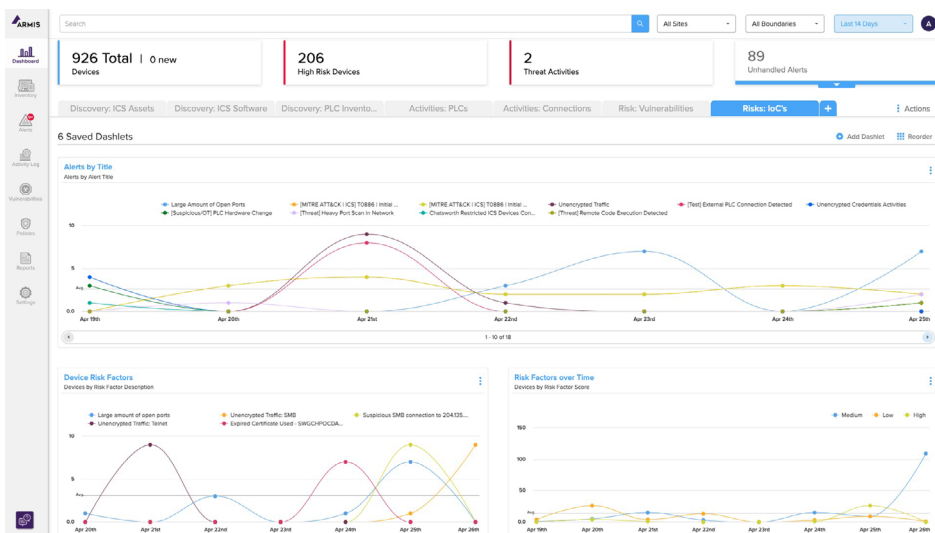 ARMIS
Search
All Sites
All Boundaries
Last 14 Days
A
Dashboard
Inventory
Alerts
Activity Log
Vulnerabilities
Policies
Reports
Settings
926 Total | 0 new
Devices
206
High Risk Devices
2
Threat Activities
89
Unhandled Alerts
Discovery: ICS Assets
Discovery: ICS Software
Discovery: PLC Invento...
Activities: PLCs
Activities: Connections
Risk: Vulnerabilities
Risks: IoC's
+
Actions
6 Saved Dashlets
Add Dashlet
Reorder
Alerts by Title
Alerts by Alert Title
Large Amount of Open Ports
[MITRE ATT&CK | ICS] T0886 | Initial ...
[MITRE ATT&CK | ICS] T0886 | Initial ...
Unencrypted Traffic
[Test] External PLC Connection Detected
Unencrypted Credentials Activities
[Suspicious/OT] PLC Hardware Change
[Threat] Heavy Port Scan In Network
Chatsworth Restricted ICS Devices Con...
[Threat] Remote Code Execution Detected
10
5
Avg.
0.0
Apr 19th
Apr 20th
Apr 21st
Apr 22nd
Apr 23rd
Apr 24th
Apr 25th
1 - 10 of 18
Device Risk Factors
Devices by Risk Factor Description
Large amount of open ports
Unencrypted Traffic: SMB
Suspicious SMB connection to 204.135....
Unencrypted Traffic: Telnet
Expired Certificate Used - SWGCHPOCDA...
10
5
Avg.
0.0
Apr 20th
Apr 21st
Apr 22nd
Apr 23rd
Apr 24th
Apr 25th
Apr 26th
Risk Factors over Time
Devices by Risk Factor Score
Medium
Low
High
150
100
50
Avg.
0.0
Apr 19th
Apr 20th
Apr 21st
Apr 22nd
Apr 23rd
Apr 24th
Apr 25th
Apr 26th